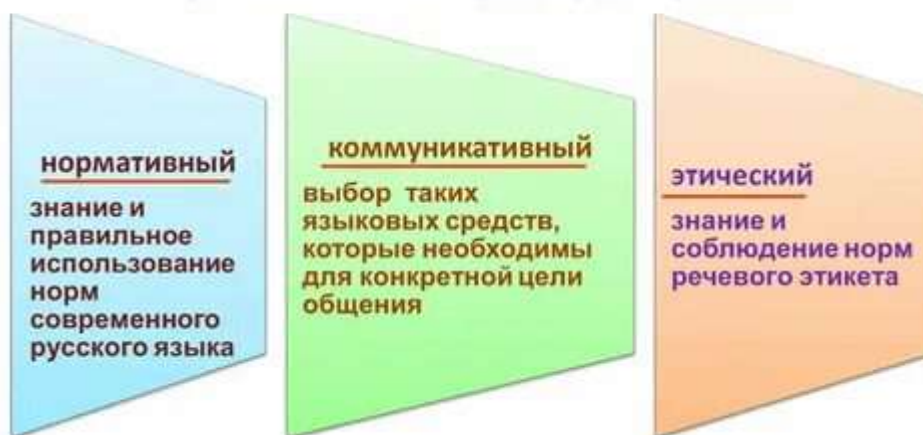 нормативный
знание и
правильное
использование
норм
современного
русского языка
коммуникативный
выбор таких
языковых средств,
которые необходимы
для конкретной цели
общения
этический
знание и
соблюдение норм
речевого этикета